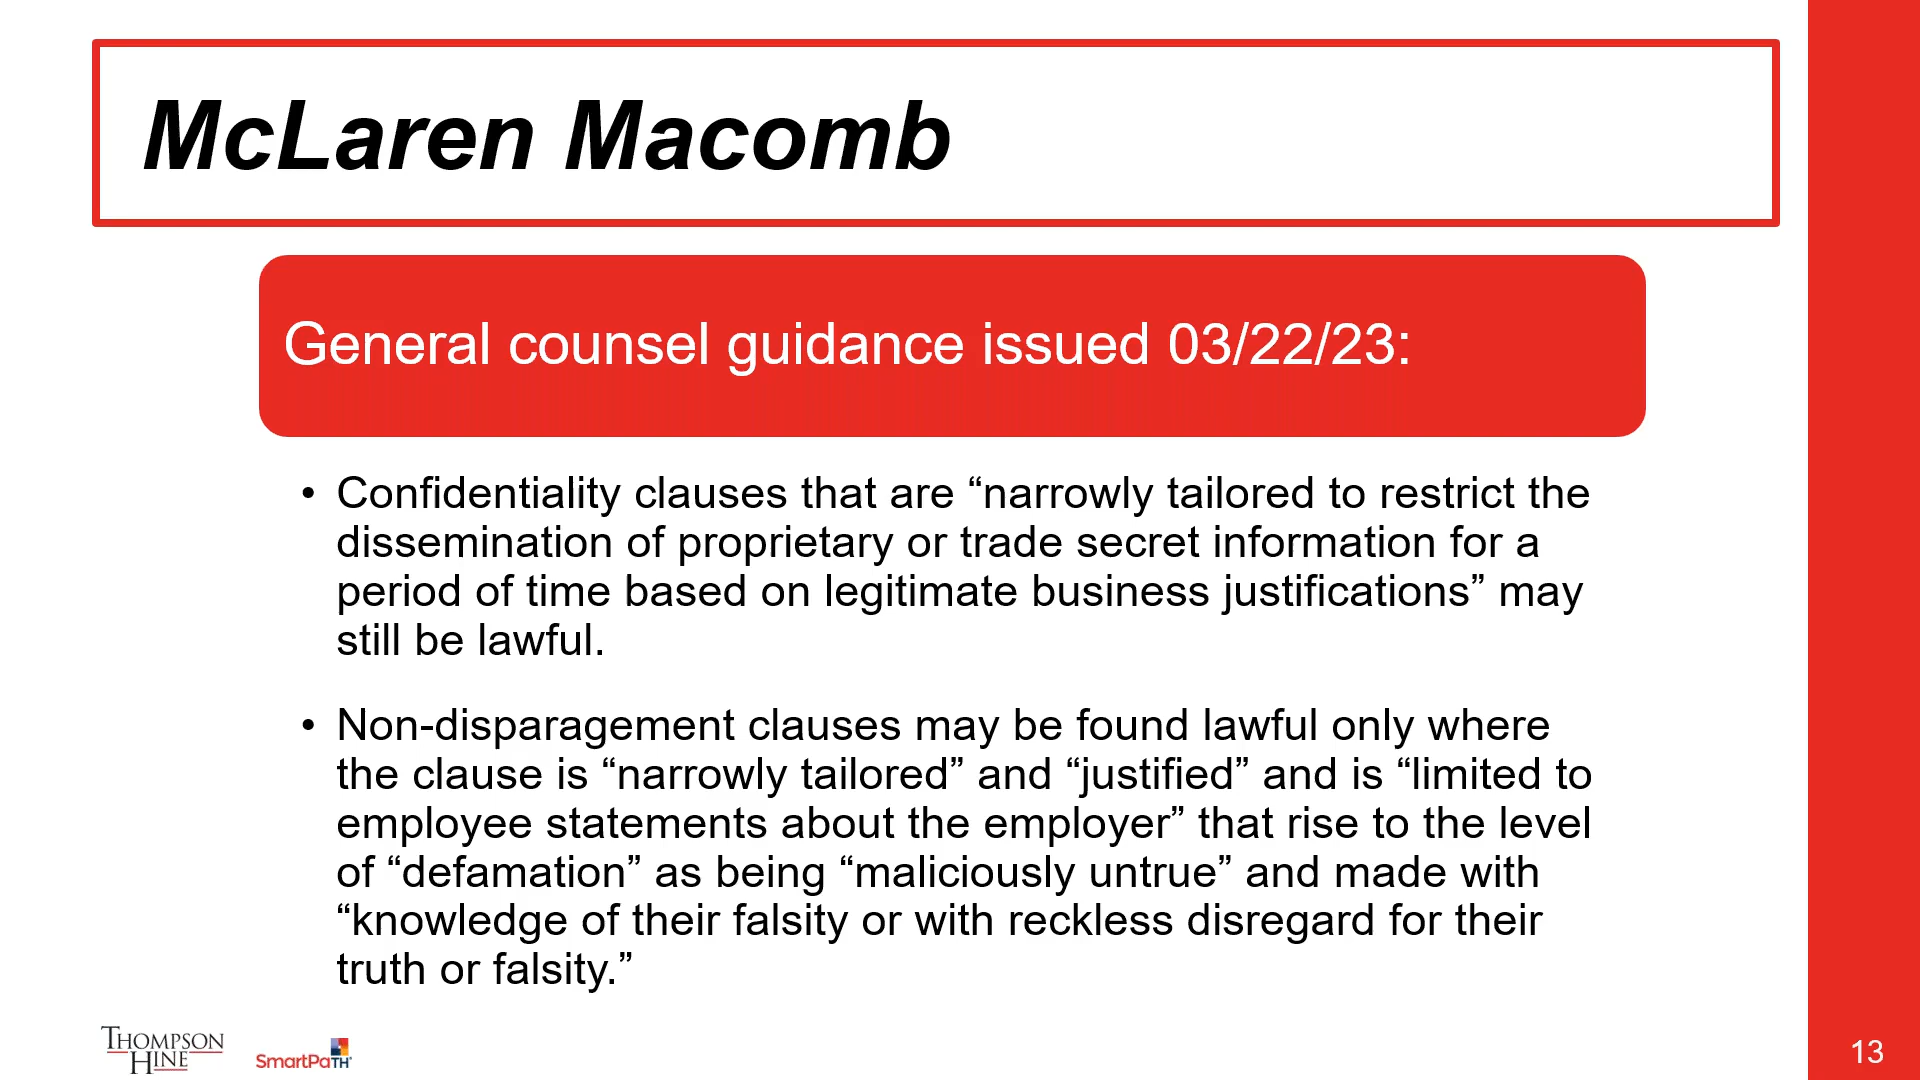 McLaren Macomb
General counsel guidance issued 03/22/23:
• Confidentiality clauses that are “narrowly tailored to restrict the
dissemination of proprietary or trade secret information for a
period of time based on legitimate business justifications” may
still be lawful.
• Non-disparagement clauses may be found lawful only where
the clause is “narrowly tailored” and “justified” and is “limited to
employee statements about the employer” that rise to the level
of “defamation” as being “maliciously untrue” and made with
“knowledge of their falsity or with reckless disregard for their
truth or falsity.”
THOMPSON
HINE
SmartPaTH
13